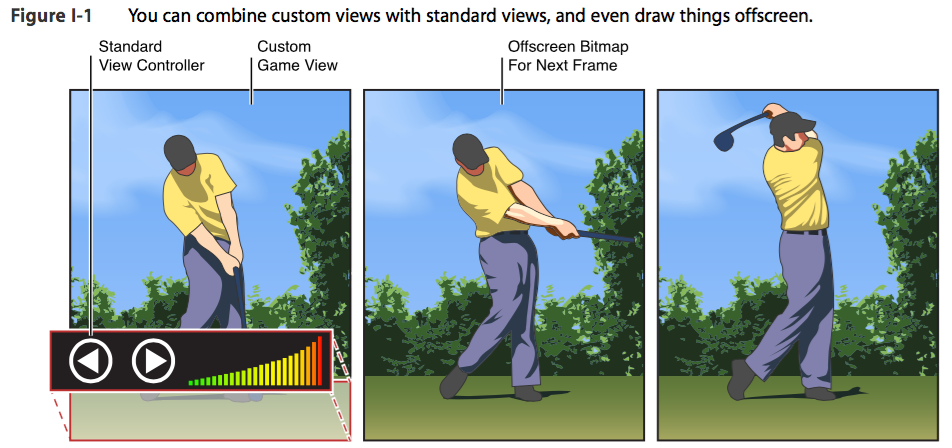 Figure I-1 You can combine custom views with standard views, and even draw things offscreen.
Standard
View Controller
Custom
Game View
Offscreen Bitmap
For Next Frame